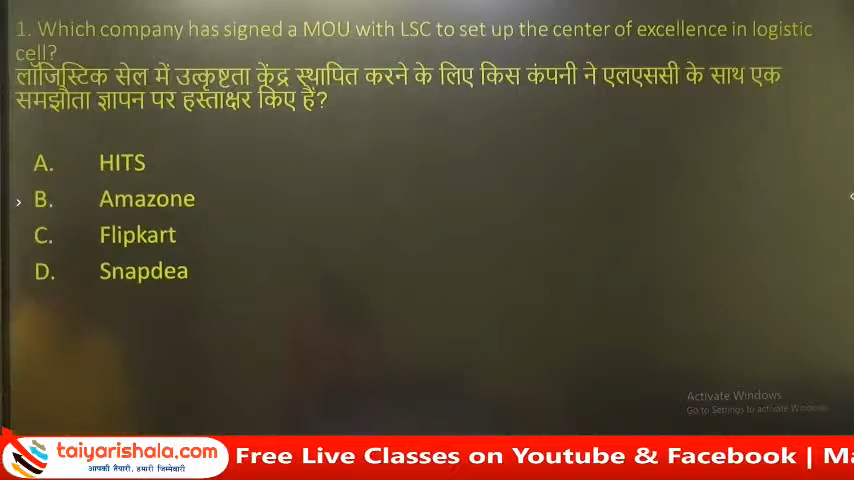 1. Which company has signed a MOU with LSC to set up the center of excellence in logistic
cell?
लॉजिस्टिक सेल में उत्कृष्टता केंद्र स्थापित करने के लिए किस कंपनी ने एलएससी के साथ एक
समझौता ज्ञापन पर हस्ताक्षर किए हैं?
A. HITS
B. Amazone
C. Flipkart
D. Snapdea
Activate Windows
Go to Settings to activate Windows.
taiyarishala.com
आपकी तैयारी, हमारी जिम्मेवारी
Free Live Classes on Youtube & Facebook | Ma